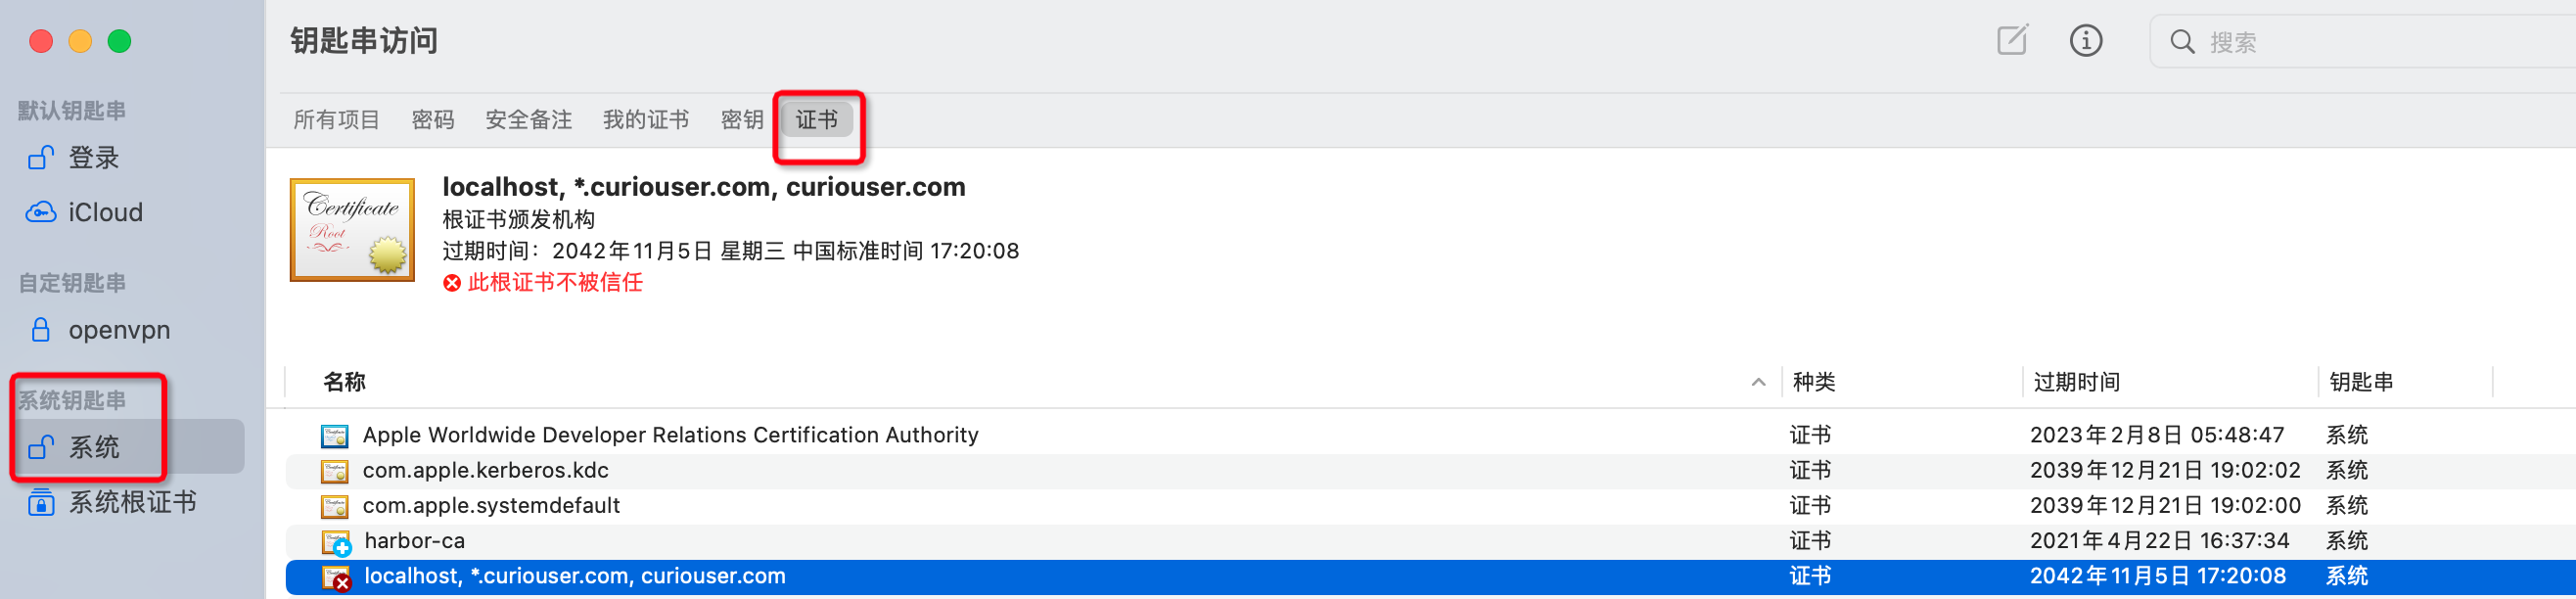 钥匙串访问
搜索
所有项目 密码 安全备注 我的证书 密钥 证书
默认钥匙串
登录
iCloud
自定钥匙串
openvpn
系统钥匙串
系统
系统根证书
Certificate
Root
localhost, *.curiouser.com, curiouser.com
根证书颁发机构
过期时间：2042年11月5日 星期三 中国标准时间 17:20:08
此根证书不被信任
名称 种类 过期时间 钥匙串
Apple Worldwide Developer Relations Certification Authority 证书 2023年2月8日 05:48:47 系统
com.apple.kerberos.kdc 证书 2039年12月21日 19:02:02 系统
com.apple.systemdefault 证书 2039年12月21日 19:02:00 系统
harbor-ca 证书 2021年4月22日 16:37:34 系统
localhost, *.curiouser.com, curiouser.com 证书 2042年11月5日 17:20:08 系统